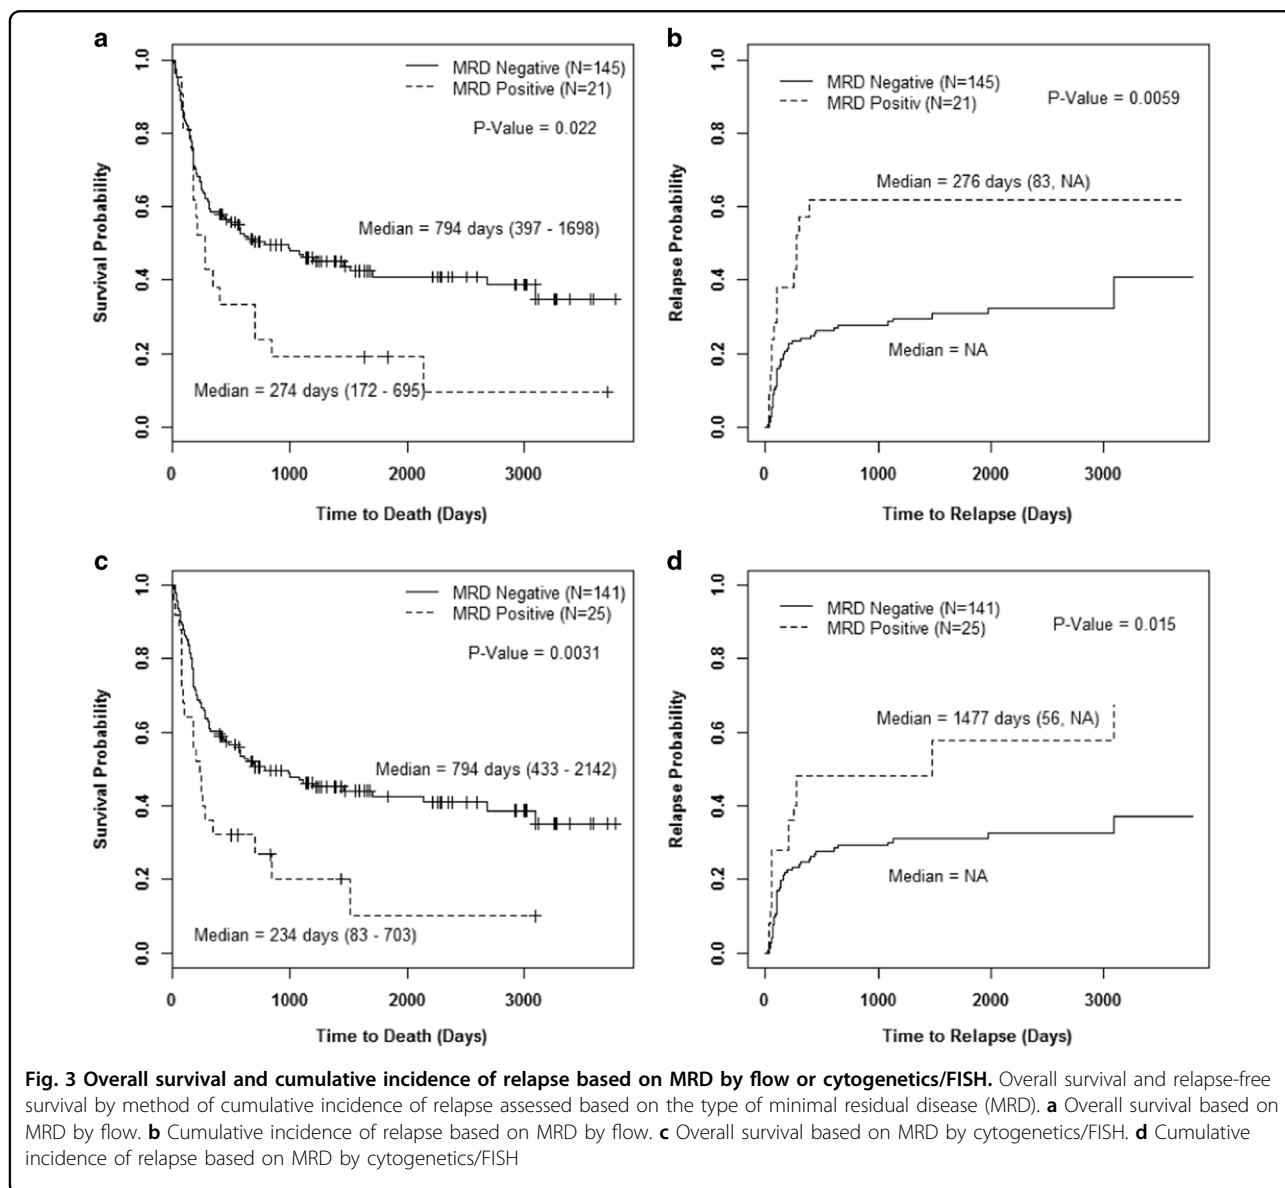 a
1.0
0.8
0.6
0.4
0.2
0.0
Survival Probability
MRD Negative (N=145)
MRD Positive (N=21)
P-Value = 0.022
Median = 794 days (397 - 1698)
Median = 274 days (172 - 695)
0 1000 2000 3000
Time to Death (Days)
b
1.0
0.8
0.6
0.4
0.2
0.0
Relapse Probability
MRD Negative (N=145)
MRD Positiv (N=21)
P-Value = 0.0059
Median = 276 days (83, NA)
Median = NA
0 1000 2000 3000
Time to Relapse (Days)
c
1.0
0.8
0.6
0.4
0.2
0.0
Survival Probability
MRD Negative (N=141)
MRD Positive (N=25)
P-Value = 0.0031
Median = 794 days (433 - 2142)
Median = 234 days (83 - 703)
0 1000 2000 3000
Time to Death (Days)
d
1.0
0.8
0.6
0.4
0.2
0.0
Relapse Probability
MRD Negative (N=141)
MRD Positive (N=25)
P-Value = 0.015
Median = 1477 days (56, NA)
Median = NA
0 1000 2000 3000
Time to Relapse (Days)
Fig. 3 Overall survival and cumulative incidence of relapse based on MRD by flow or cytogenetics/FISH. Overall survival and relapse-free
survival by method of cumulative incidence of relapse assessed based on the type of minimal residual disease (MRD). a Overall survival based on
MRD by flow. b Cumulative incidence of relapse based on MRD by flow. c Overall survival based on MRD by cytogenetics/FISH. d Cumulative
incidence of relapse based on MRD by cytogenetics/FISH